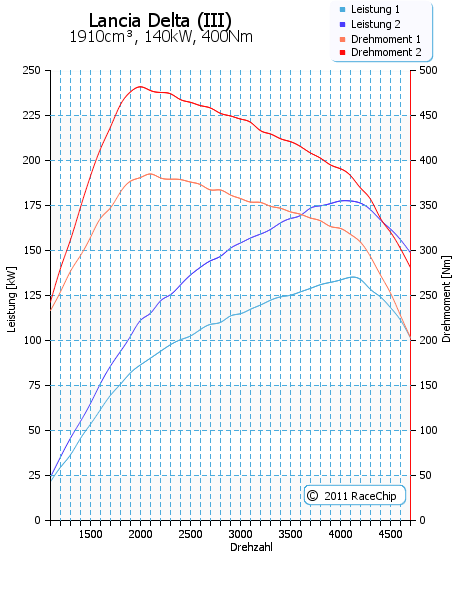 Lancia Delta (III)
1910cm³, 140kW, 400Nm
Leistung 1
Leistung 2
Drehmoment 1
Drehmoment 2
250
225
200
175
150
125
100
75
50
25
0
Leistung [kW]
500
450
400
350
300
250
200
150
100
50
0
Drehmoment [Nm]
© 2011 RaceChip
1500 2000 2500 3000 3500 4000 4500
Drehzahl